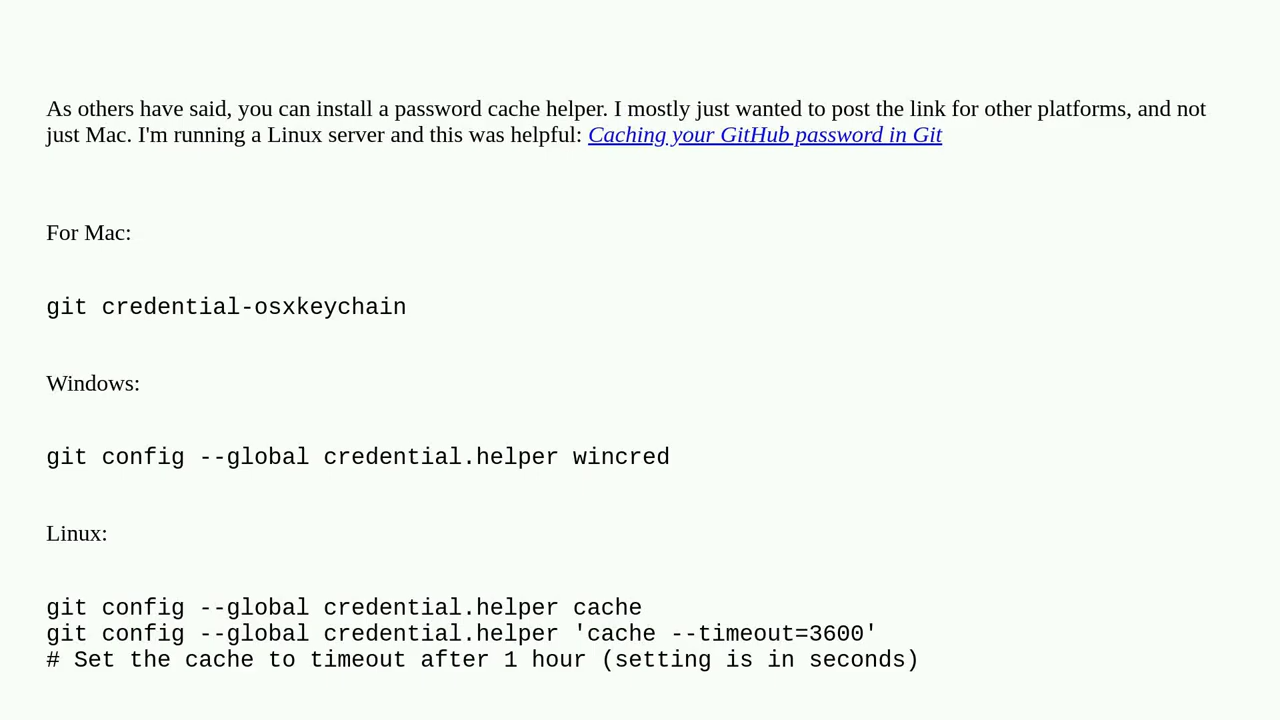 As others have said, you can install a password cache helper. I mostly just wanted to post the link for other platforms, and not
just Mac. I'm running a Linux server and this was helpful: Caching your GitHub password in Git
For Mac:
git credential-osxkeychain
Windows:
git config --global credential.helper wincred
Linux:
git config --global credential.helper cache
git config --global credential.helper 'cache --timeout=3600'
# Set the cache to timeout after 1 hour (setting is in seconds)